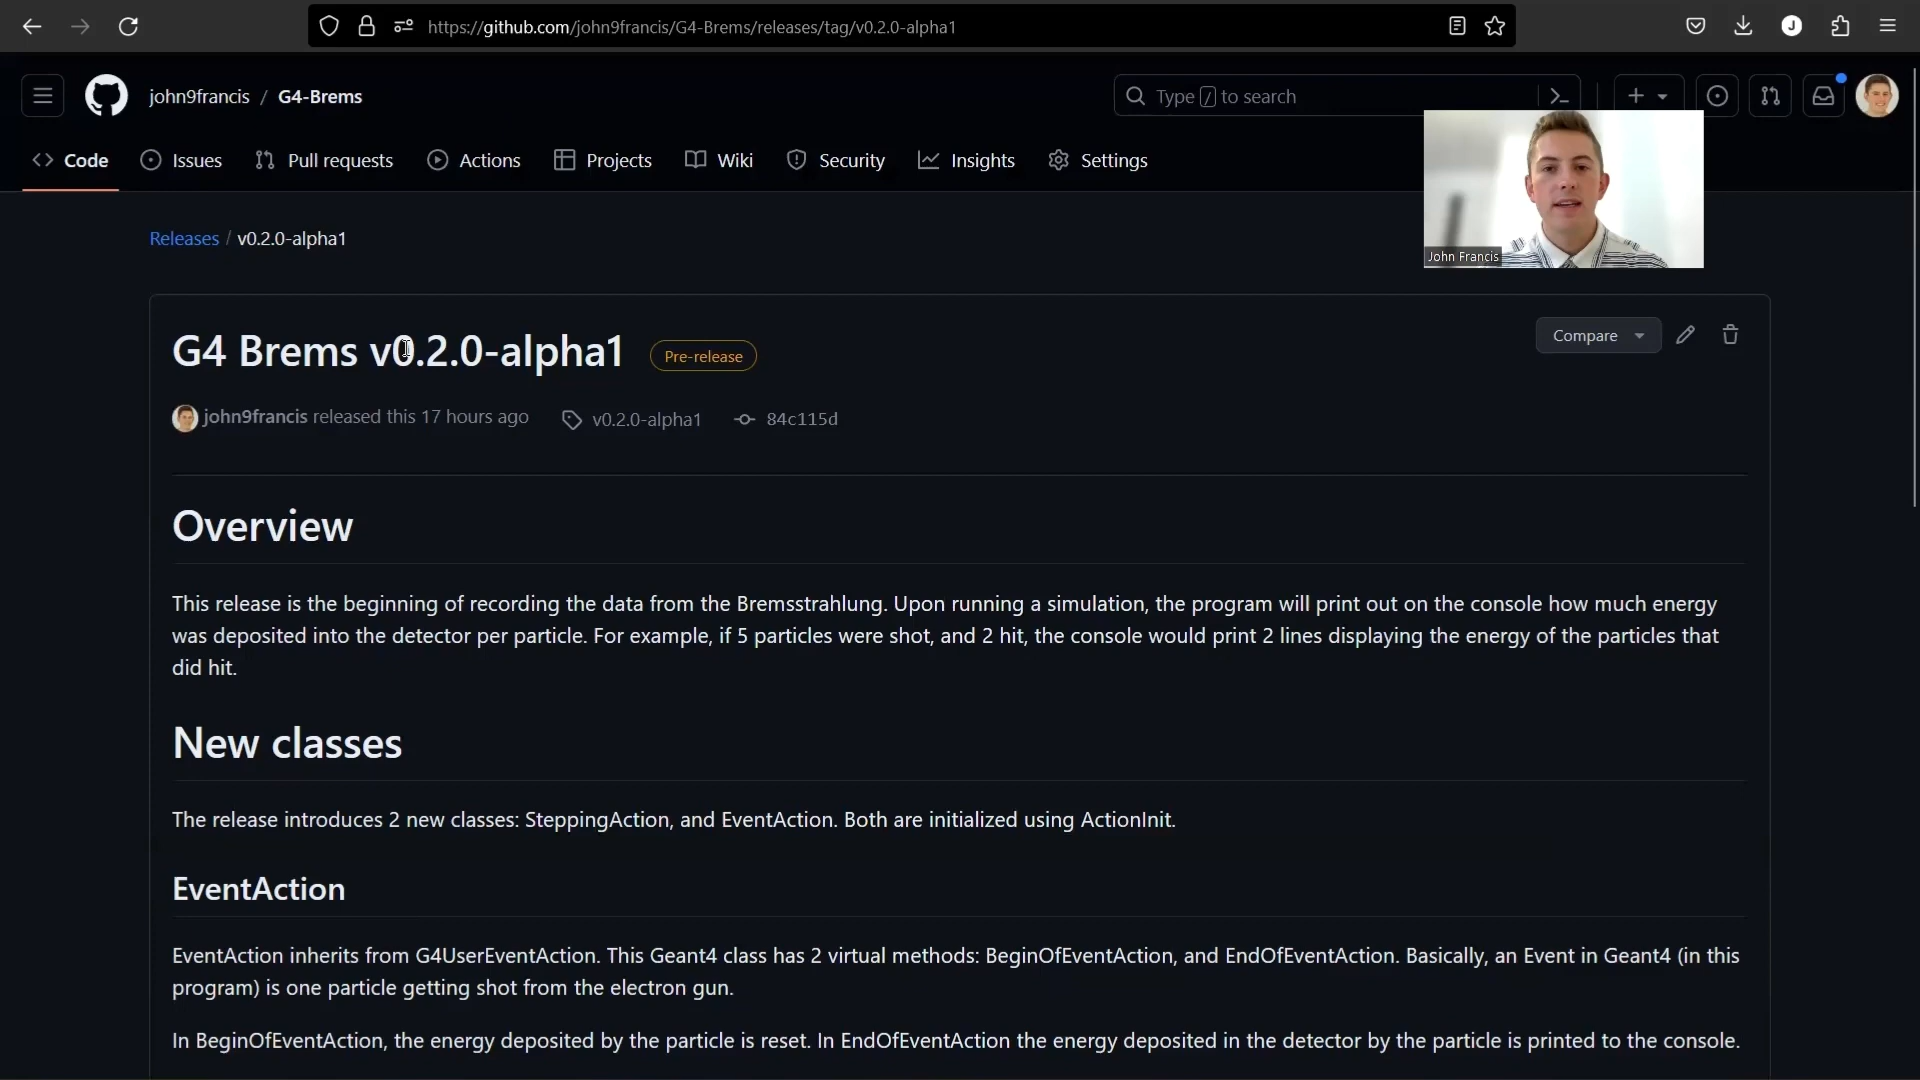 https://github.com/john9francis/G4-Brems/releases/tag/v0.2.0-alpha1
J
john9francis / G4-Brems
Type / to search
Code Issues Pull requests Actions Projects Wiki Security Insights Settings
John Francis
Releases / v0.2.0-alpha1
G4 Brems v0.2.0-alpha1 Pre-release
Compare
john9francis released this 17 hours ago v0.2.0-alpha1 84c115d
Overview
This release is the beginning of recording the data from the Bremsstrahlung. Upon running a simulation, the program will print out on the console how much energy
was deposited into the detector per particle. For example, if 5 particles were shot, and 2 hit, the console would print 2 lines displaying the energy of the particles that
did hit.
New classes
The release introduces 2 new classes: SteppingAction, and EventAction. Both are initialized using ActionInit.
EventAction
EventAction inherits from G4UserEventAction. This Geant4 class has 2 virtual methods: BeginOfEventAction, and EndOfEventAction. Basically, an Event in Geant4 (in this
program) is one particle getting shot from the electron gun.
In BeginOfEventAction, the energy deposited by the particle is reset. In EndOfEventAction the energy deposited in the detector by the particle is printed to the console.